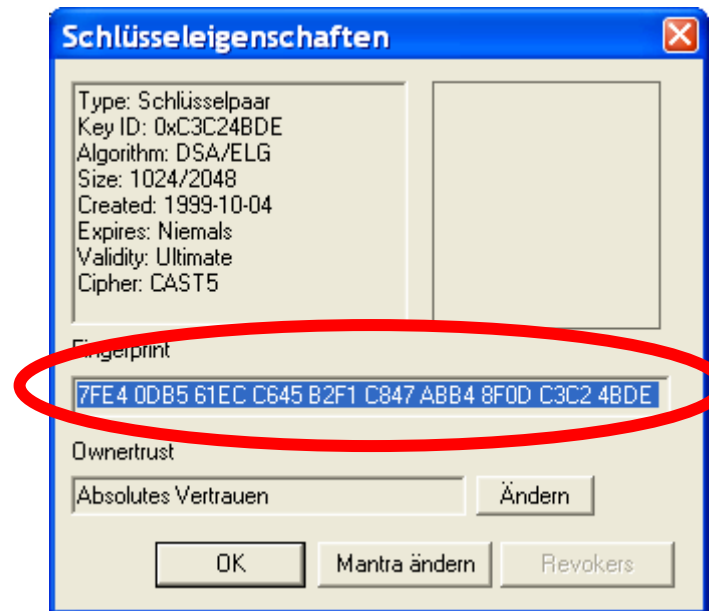 Schlüsseleigenschaften
Type: Schlüsselpaar
Key ID: 0xC3C24BDE
Algorithm: DSA/ELG
Size: 1024/2048
Created: 1999-10-04
Expires: Niemals
Validity: Ultimate
Cipher: CAST5
Fingerprint
7FE4 0DB5 61EC C645 B2F1 C847 ABB4 8F0D C3C2 4BDE
Ownertrust
Absolutes Vertrauen Ändern
OK Mantra ändern Revokers